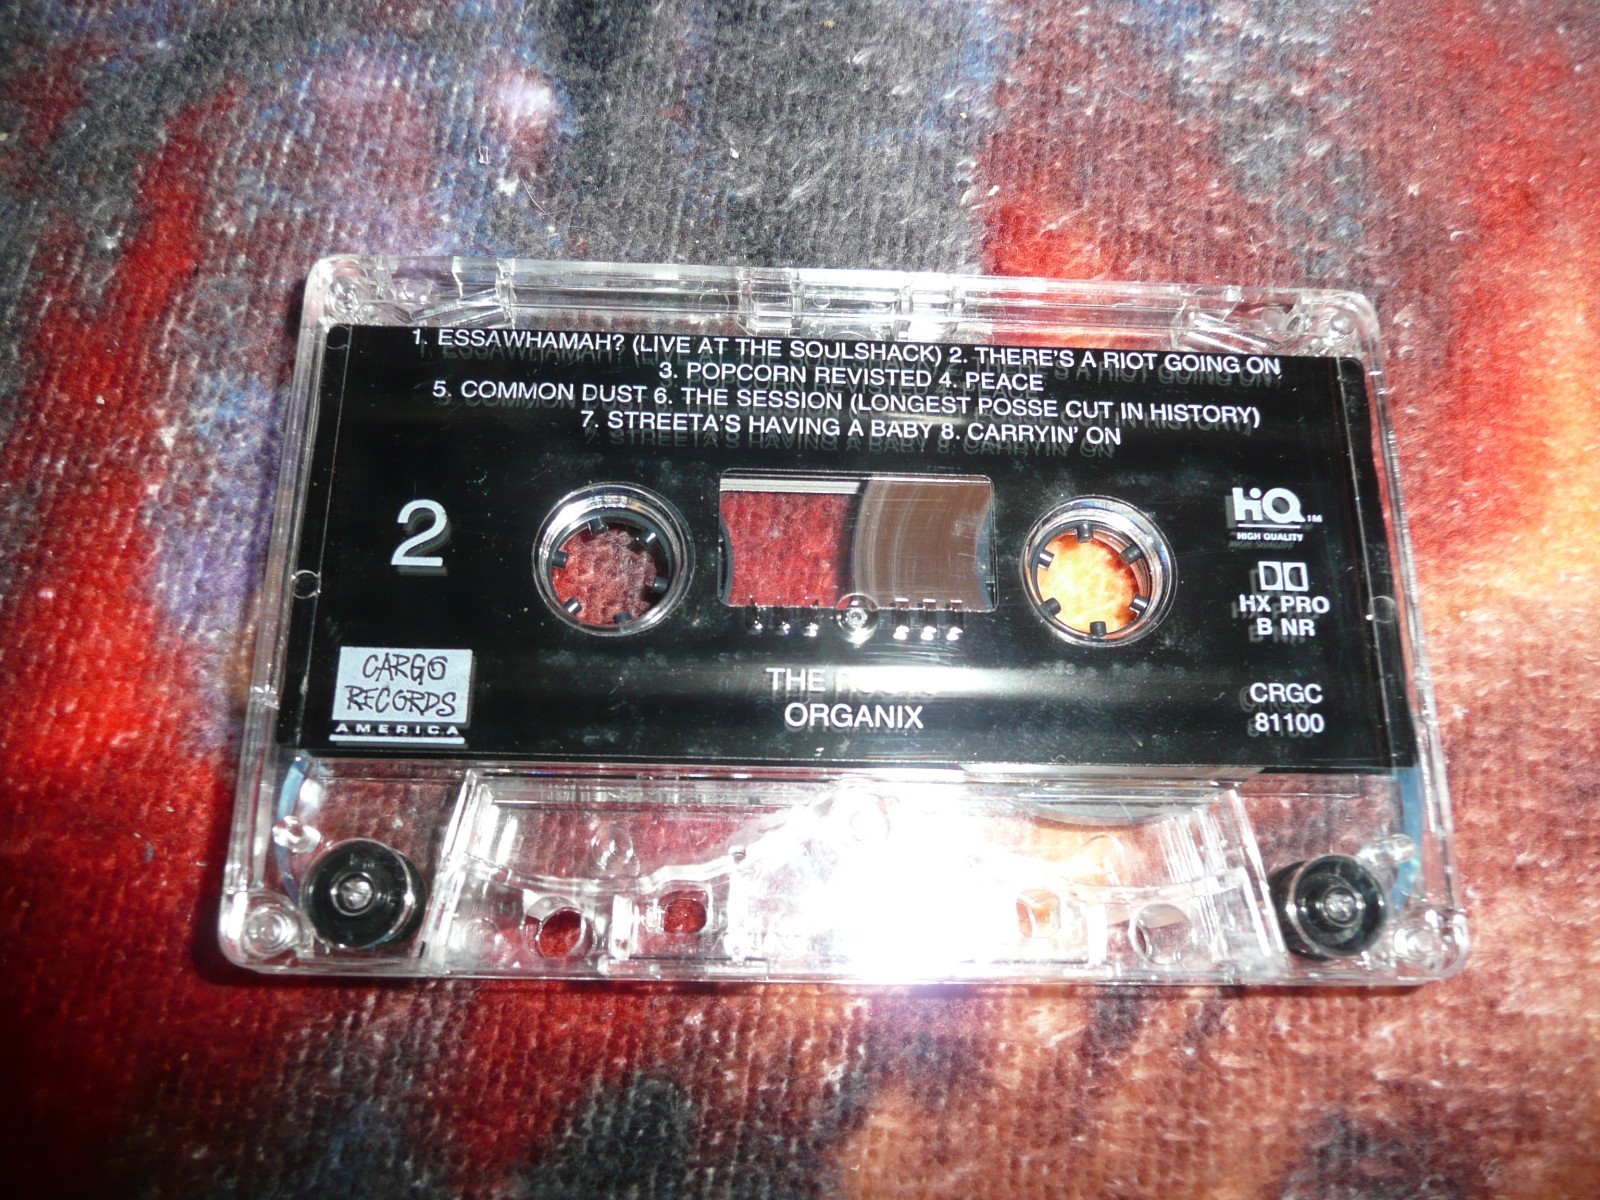 1. ESSAWHAMAH? (LIVE AT THE SOULSHACK) 2. THERE'S A RIOT GOING ON
3. POPCORN REVISTED 4. PEACE
5. COMMON DUST 6. THE SESSION (LONGEST POSSE CUT IN HISTORY)
7. STREETA'S HAVING A BABY 8. CARRYIN' ON
2
HiQ™
HIGH QUALITY
HX PRO
B NR
CARGO
RECORDS
AMERICA
THE ROOTS
ORGANIX
CRGC
81100